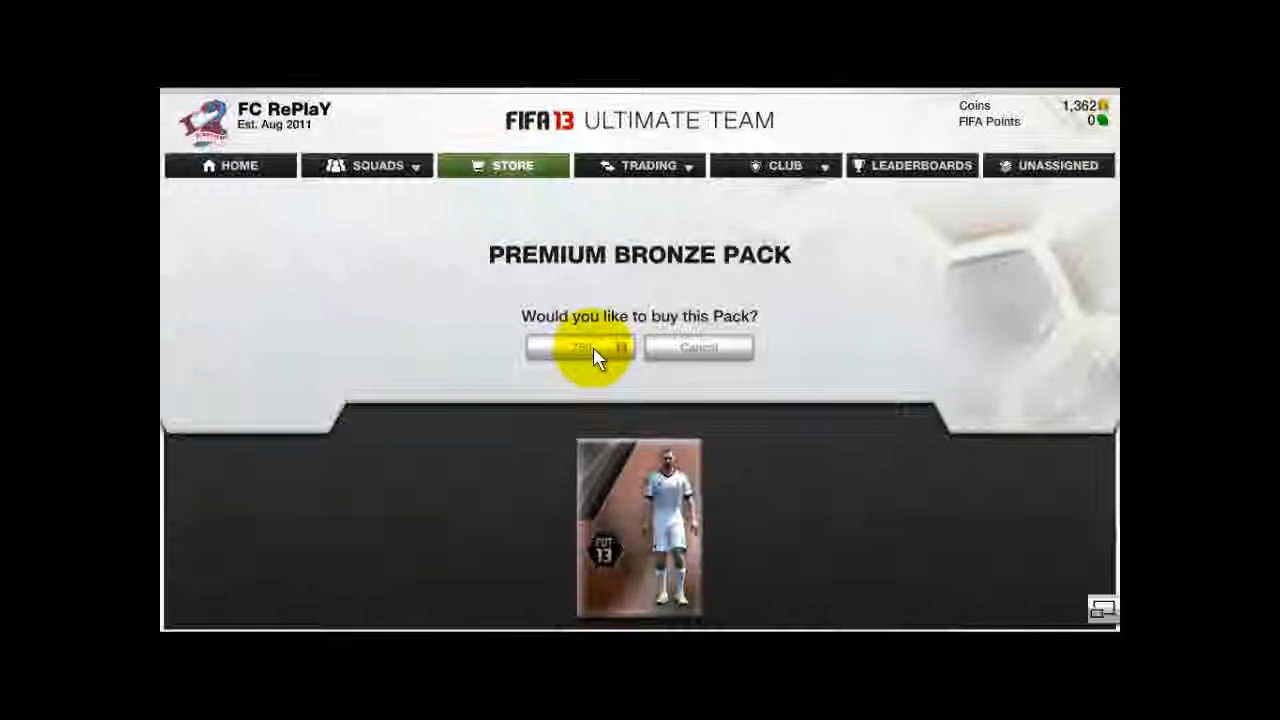 FC RePlaY
Est. Aug 2011
FIFA 13 ULTIMATE TEAM
Coins 1,362
FIFA Points 0
HOME SQUADS STORE TRADING CLUB LEADERBOARDS UNASSIGNED
PREMIUM BRONZE PACK
Would you like to buy this Pack?
Cancel
FUT
13